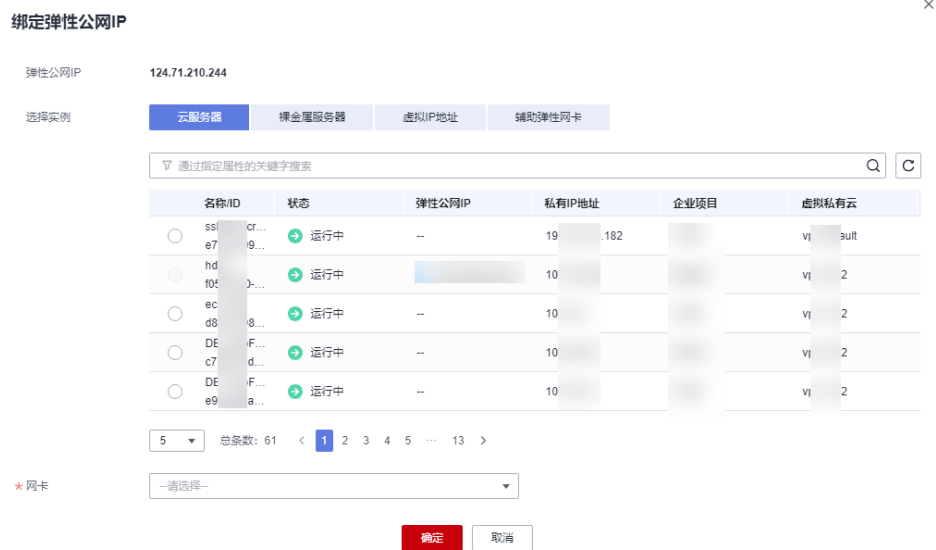 绑定弹性公网IP
弹性公网IP 124.71.210.244
选择实例 云服务器 裸金属服务器 虚拟IP地址 辅助弹性网卡
通过指定属性的关键字搜索
名称/ID 状态 弹性公网IP 私有IP地址 企业项目 虚拟私有云
运行中 -- 19 .182
运行中 10
运行中 -- 10
运行中 -- 10
运行中 -- 10
5 总条数: 61 < 1 2 3 4 5 ... 13 >
* 网卡 --请选择--
确定 取消